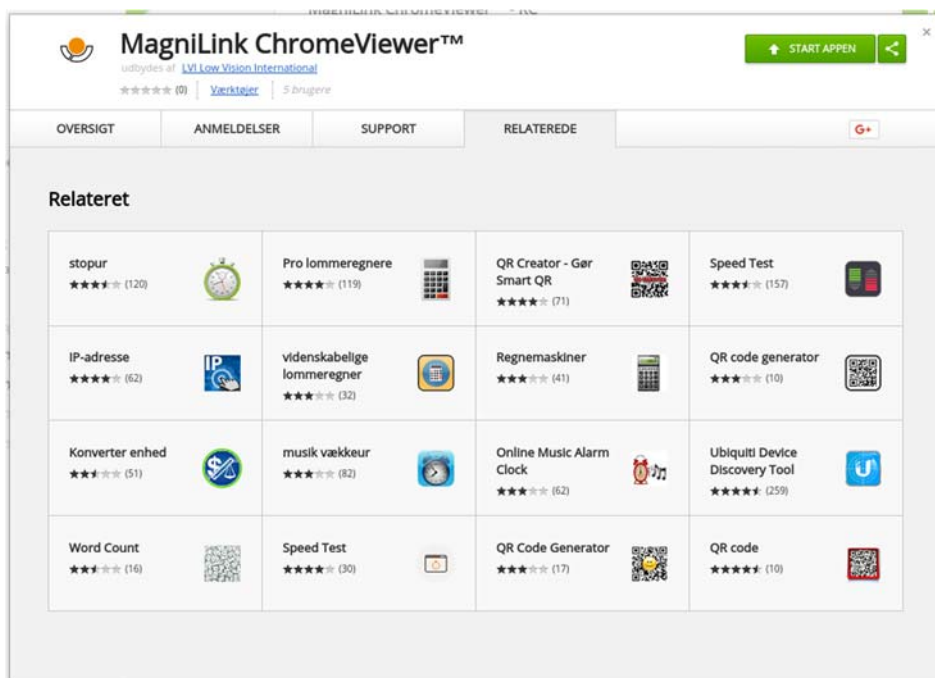 MagniLink ChromeViewer™
udbydes af LVI Low Vision International
(0) Værktøjer 5 brugere
START APPEN
OVERSIGT ANMELDELSER SUPPORT RELATEREDE G+
Relateret
stopur
(120)
Pro lommeregnere
(119)
QR Creator - Gør
Smart QR
(71)
Speed Test
(157)
IP-adresse
(62)
IP
videnskabelige
lommeregner
(32)
Regnemaskiner
(41)
QR code generator
(10)
Konverter enhed
(51)
musik vækkeur
(82)
Online Music Alarm
Clock
(62)
Ubiquiti Device
Discovery Tool
(259)
Word Count
(16)
Speed Test
(30)
QR Code Generator
(17)
QR code
(10)